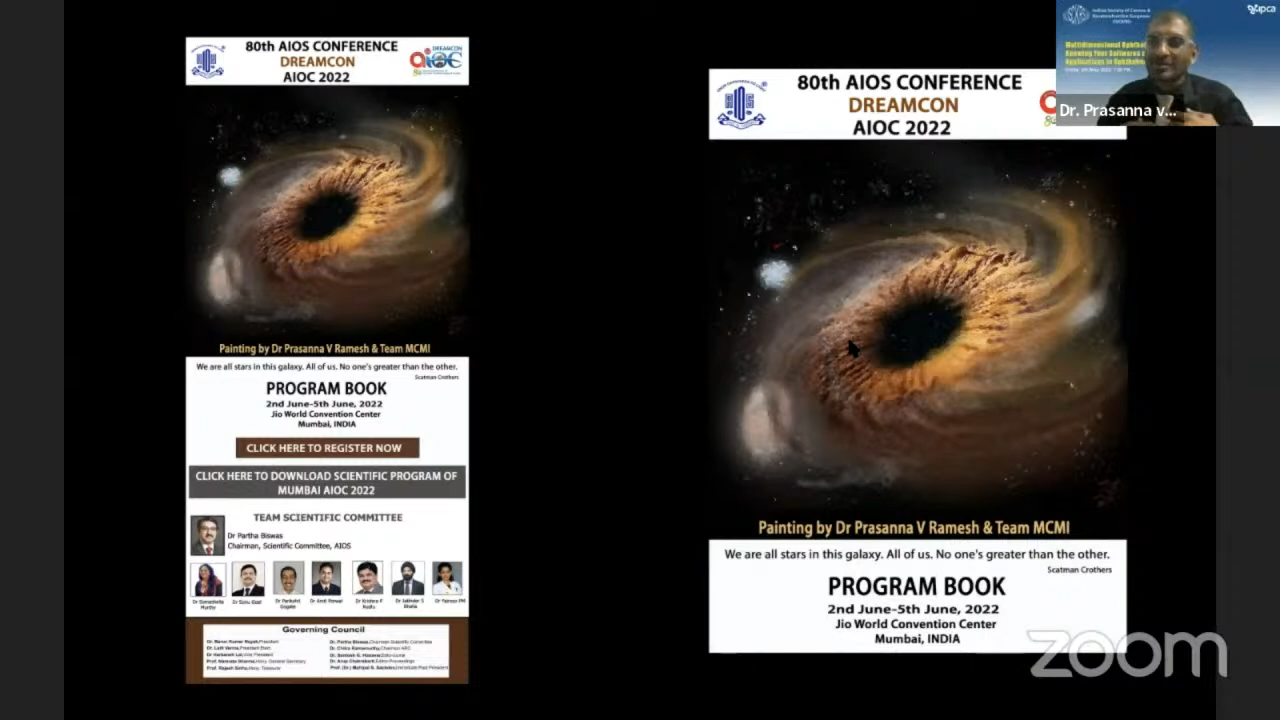 80th AIOS CONFERENCE
DREAMCON
AIOC 2022
DREAMCON
Painting by Dr Prasanna V Ramesh & Team MCMI
We are all stars in this galaxy. All of us. No one's greater than the other.
Scatman Crothers
PROGRAM BOOK
2nd June-5th June, 2022
Jio World Convention Center
Mumbai, INDIA
CLICK HERE TO REGISTER NOW
CLICK HERE TO DOWNLOAD SCIENTIFIC PROGRAM OF
MUMBAI AIOC 2022
TEAM SCIENTIFIC COMMITTEE
Dr Partha Biswas
Chairman, Scientific Committee, AIOS
Governing Council
80th AIOS CONFERENCE
DREAMCON
AIOC 2022
Painting by Dr Prasanna V Ramesh & Team MCMI
We are all stars in this galaxy. All of us. No one's greater than the other.
Scatman Crothers
PROGRAM BOOK
2nd June-5th June, 2022
Jio World Convention Center
Mumbai, INDIA
Indian Society of Cornea &
ipca
Dr. Prasanna v...
zoom